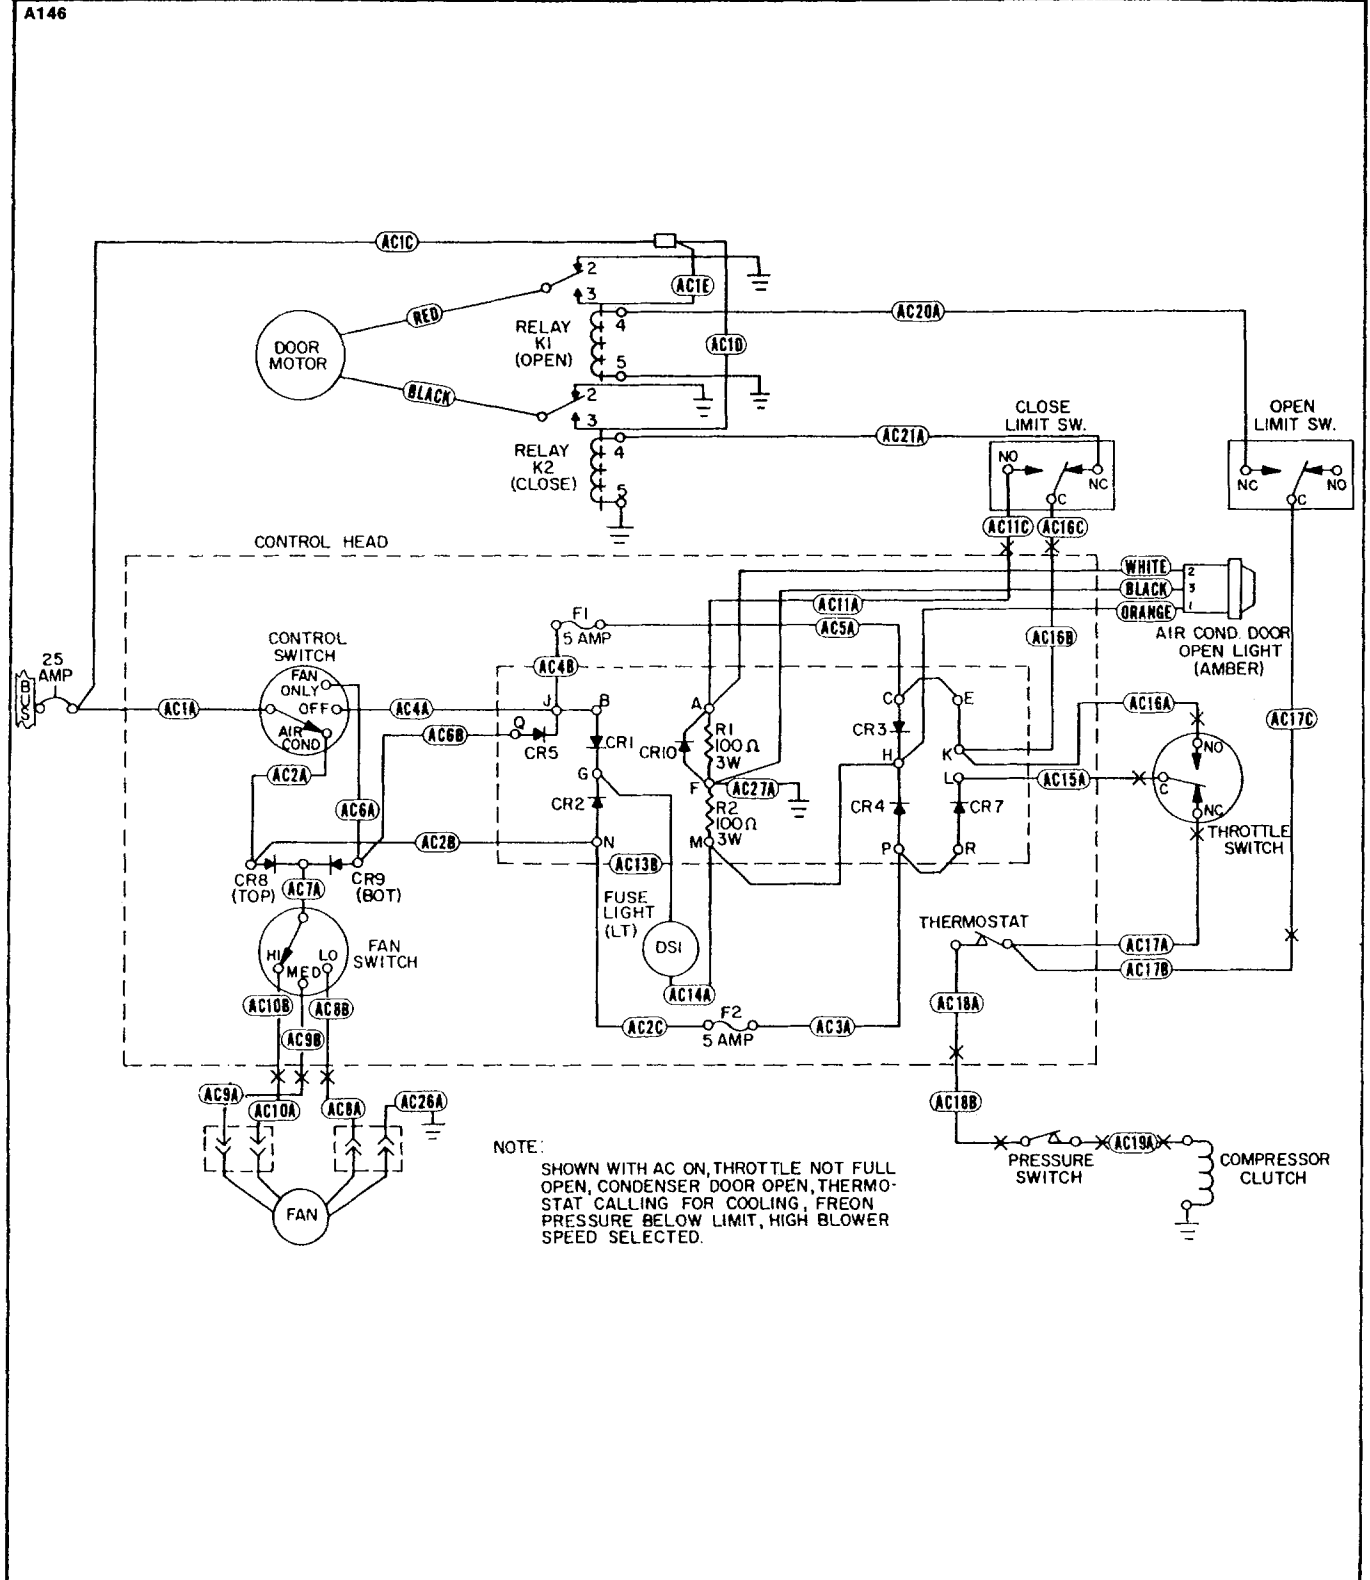 A146
AC1C
2
3
AC1E
RED
RELAY
K1
(OPEN)
4
5
AC20A
DOOR
MOTOR
AC1D
BLACK
2
3
RELAY
K2
(CLOSE)
4
5
AC21A
CLOSE
LIMIT SW.
NO
NC
C
OPEN
LIMIT SW.
NC
NO
C
AC11C
AC16C
CONTROL HEAD
WHITE
BLACK
ORANGE
2
3
1
AIR COND. DOOR
OPEN LIGHT
(AMBER)
AC11A
F1
5 AMP
AC5A
AC16B
25
AMP
BUS
CONTROL
SWITCH
FAN
ONLY
OFF
AIR
COND
AC1A
AC4A
AC4B
J
B
Q
CR5
AC6B
CR1
G
CR2
N
A
R1
100Ω
3W
CR10
F
AC27A
R2
100Ω
3W
M
C
E
CR3
H
K
L
CR4
CR7
P
R
AC16A
AC15A
AC17C
NO
C
NC
THROTTLE
SWITCH
AC2A
AC6A
AC2B
CR8
(TOP)
AC7A
CR9
(BOT)
AC13B
FUSE
LIGHT
(LT)
DS1
AC14A
HI
LO
MED
FAN
SWITCH
AC10B
AC8B
AC9B
THERMOSTAT
AC17A
AC17B
AC18A
AC2C
F2
5 AMP
AC3A
AC9A
AC10A
AC8A
AC26A
FAN
AC18B
PRESSURE
SWITCH
AC19A
COMPRESSOR
CLUTCH
NOTE:
SHOWN WITH AC ON, THROTTLE NOT FULL
OPEN, CONDENSER DOOR OPEN, THERMO-
STAT CALLING FOR COOLING, FREON
PRESSURE BELOW LIMIT, HIGH BLOWER
SPEED SELECTED.